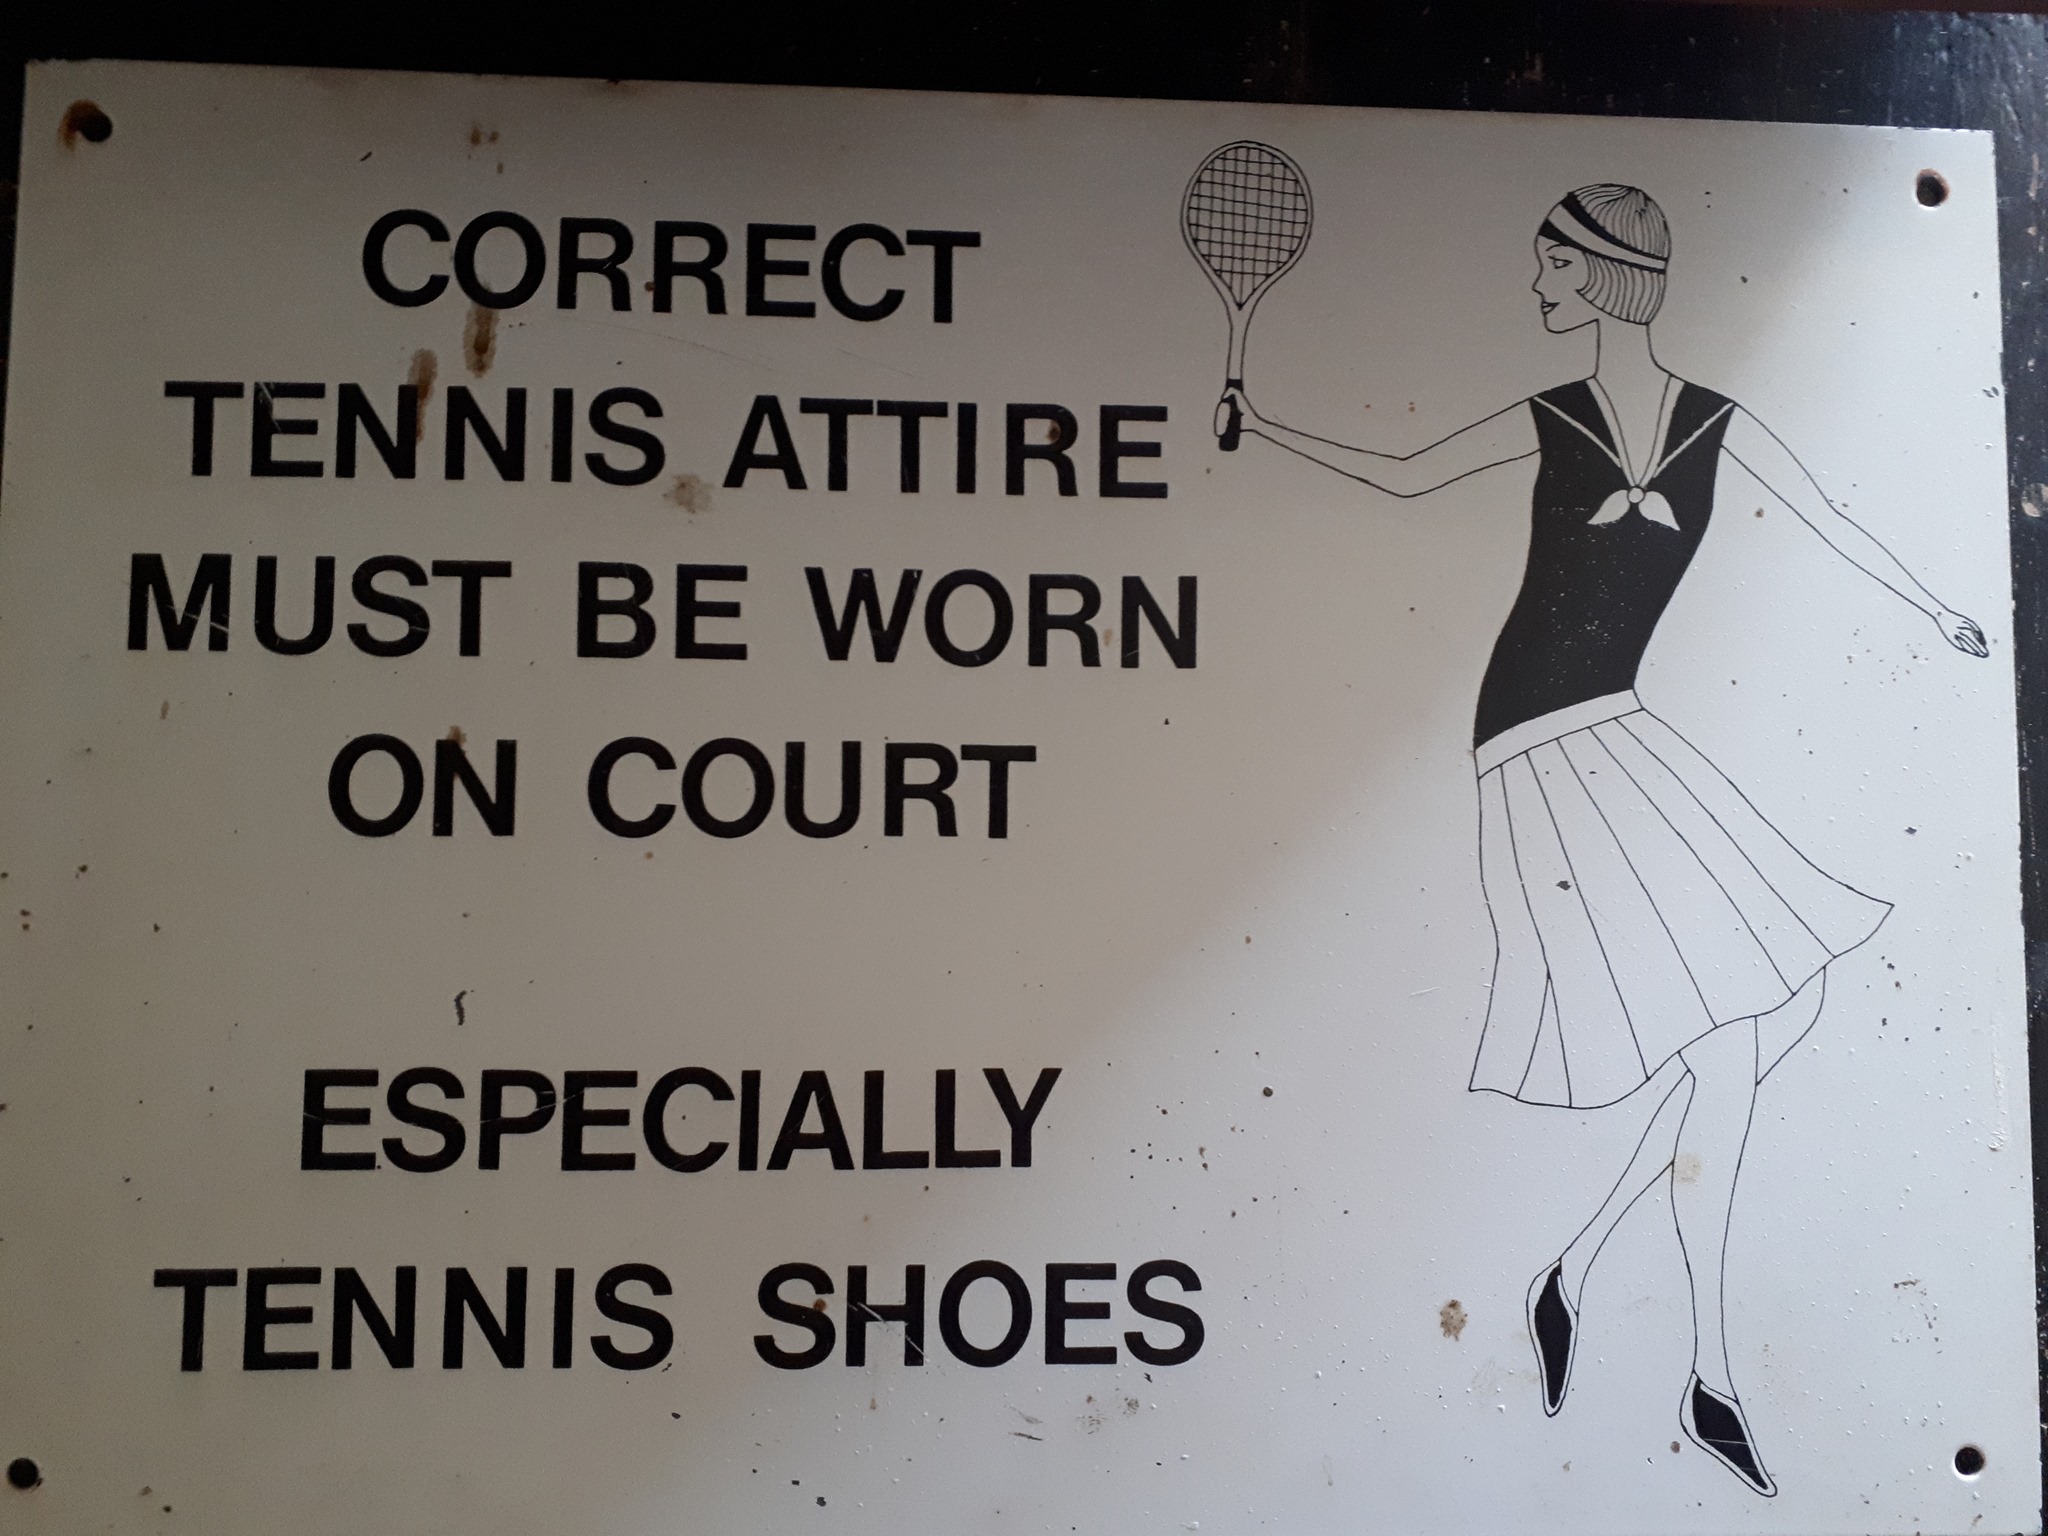 CORRECT
TENNIS ATTIRE
MUST BE WORN
ON COURT
ESPECIALLY
TENNIS SHOES